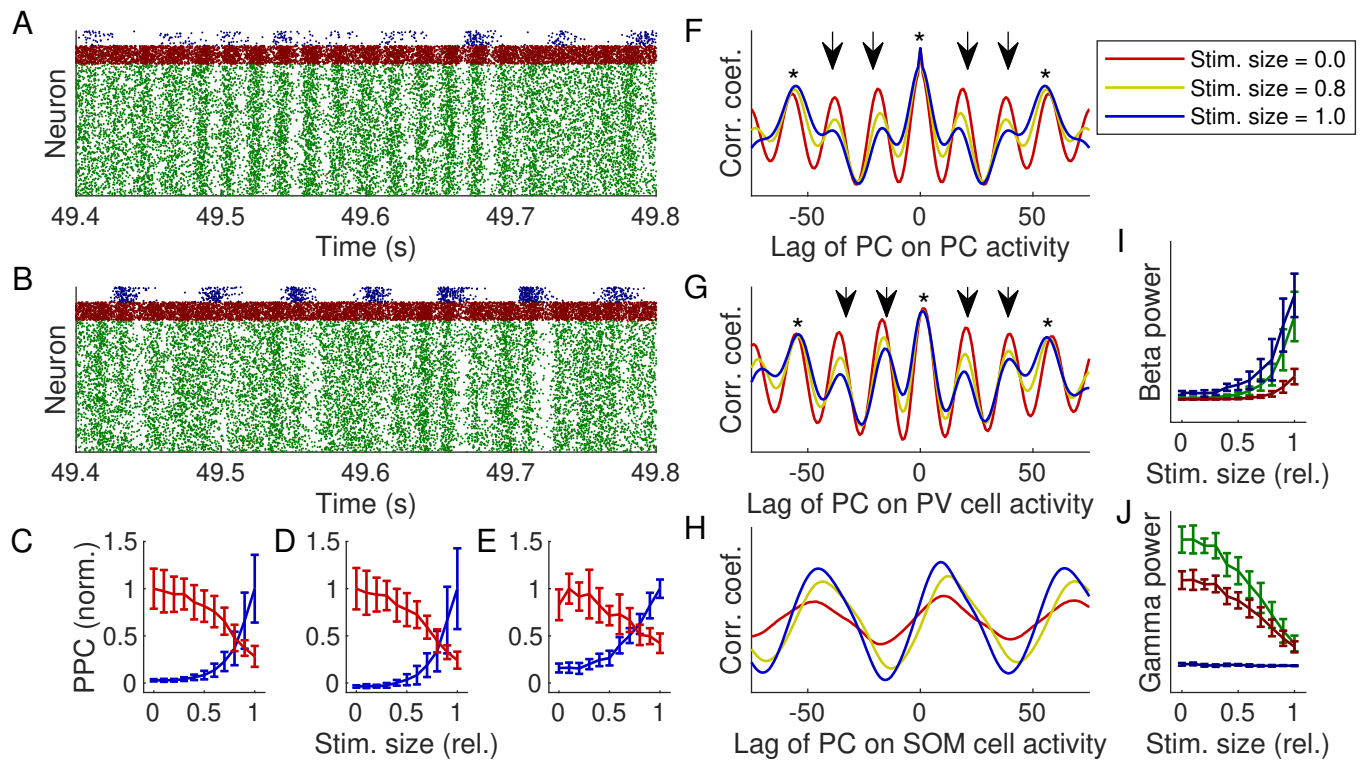 A
Neuron
49.4 49.5 49.6 49.7 49.8
Time (s)
B
Neuron
49.4 49.5 49.6 49.7 49.8
Time (s)
C
D
E
PPC (norm.)
1.5
1
0.5
0
0 0.5 1
1.5
1
0.5
0
0 0.5 1
1.5
1
0.5
0
0 0.5 1
Stim. size (rel.)
F
* * *
Corr. coef.
-50 0 50
Lag of PC on PC activity
Stim. size = 0.0
Stim. size = 0.8
Stim. size = 1.0
G
* * *
Corr. coef.
-50 0 50
Lag of PC on PV cell activity
H
Corr. coef.
-50 0 50
Lag of PC on SOM cell activity
I
Beta power
0 0.5 1
Stim. size (rel.)
J
Gamma power
0 0.5 1
Stim. size (rel.)